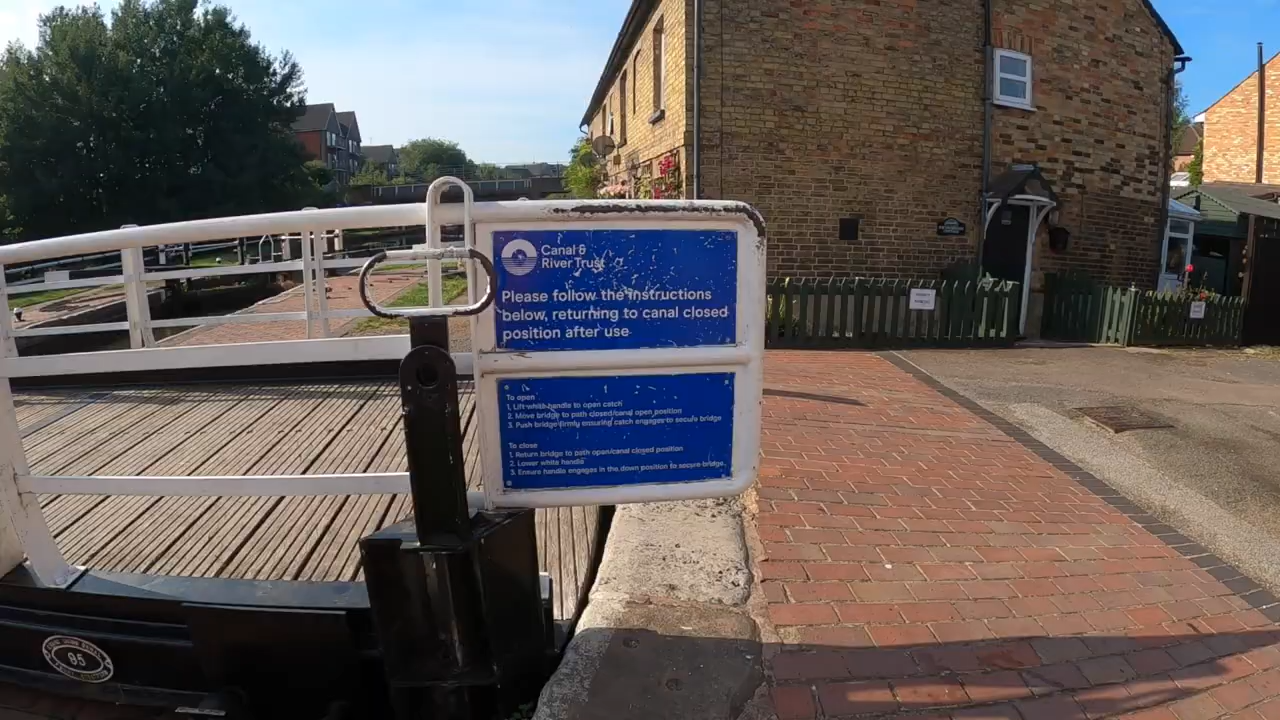 Canal &
River Trust
Please follow the instructions
below, returning to canal closed
position after use
To open
1. Lift white handle to open catch
2. Move bridge to path closed/canal open position
3. Push bridge firmly ensuring catch engages to secure bridge
To close
1. Return bridge to path open/canal closed position
2. Lower white handle
3. Ensure handle engages in the down position to secure bridge.
95